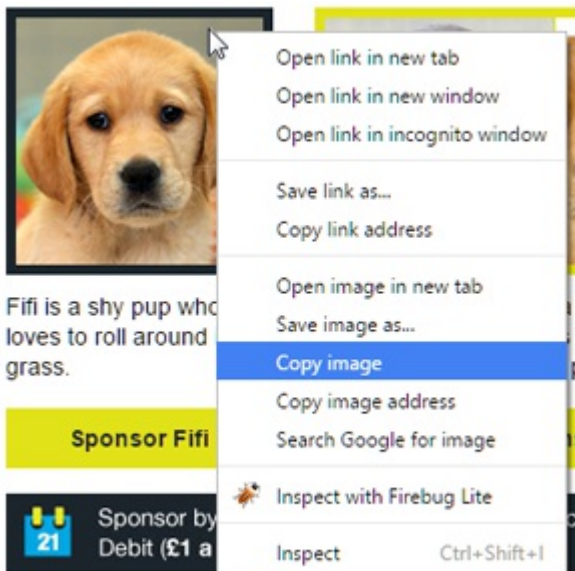 Open link in new tab
Open link in new window
Open link in incognito window
Save link as...
Copy link address
Open image in new tab
Save image as...
Copy image
Copy image address
Search Google for image
Inspect with Firebug Lite
Inspect Ctrl+Shift+I
Fifi is a shy pup who
loves to roll around
grass.
Sponsor Fifi
21
Sponsor by
Debit (£1 a